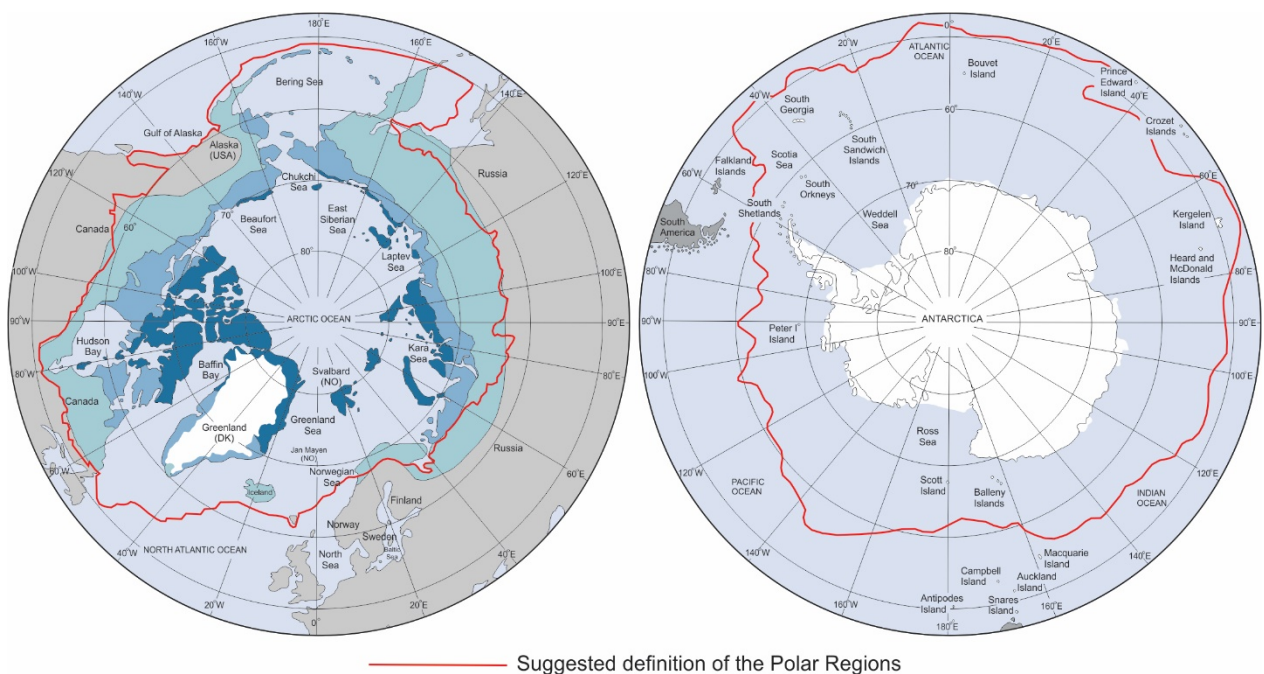 180°
160°W
160°E
140°W
140°E
120°W
120°E
100°W
100°E
90°W
90°E
80°W
80°E
60°W
60°E
40°W
40°E
20°W
20°E
0°
60°
70°
80°
Bering Sea
Gulf of Alaska
Alaska
(USA)
Chukchi
Sea
Russia
Beaufort
Sea
East
Siberian
Sea
Canada
Laptev
Sea
ARCTIC OCEAN
Hudson
Bay
Kara
Sea
Baffin
Bay
Svalbard
(NO)
Canada
Greenland
(DK)
Greenland
Sea
Jan Mayen
(NO)
Norwegian
Sea
Russia
Iceland
Finland
Norway
Sweden
Baltic
Sea
North
Sea
NORTH ATLANTIC OCEAN
0°
20°W
20°E
40°W
40°E
60°W
60°E
80°W
80°E
90°W
90°E
100°W
100°E
120°W
120°E
140°W
140°E
160°W
160°E
180°E
60°
70°
80°
ATLANTIC
OCEAN
Bouvet
Island
Prince
Edward
Island
South
Georgia
Crozet
Islands
South
Sandwich
Islands
Scotia
Sea
Falkland
Islands
South
Orkneys
South
Shetlands
Weddell
Sea
South
America
Kergelen
Island
Heard and
McDonald
Islands
ANTARCTICA
Peter I°
Island
Ross
Sea
Scott
Island
Balleny
Islands
PACIFIC
OCEAN
INDIAN
OCEAN
Macquarie
Island
Campbell
Island
Auckland
Island
Antipodes
Island
Snares
Island
Suggested definition of the Polar Regions